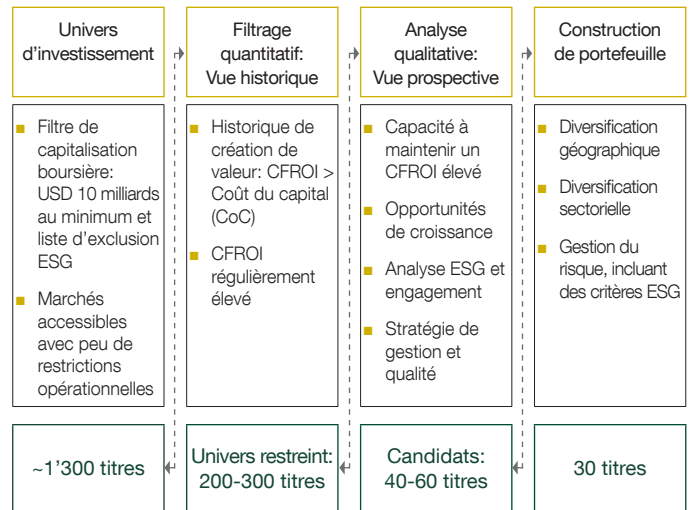 Univers
d'investissement
Filtrage
quantitatif:
Vue historique
Analyse
qualitative:
Vue prospective
Construction
de portefeuille
Filtre de
capitalisation
boursière:
USD 10 milliards
au minimum et
liste d'exclusion
ESG
Marchés
accessibles
avec peu de
restrictions
opérationnelles
Historique de
création de
valeur: CFROI >
Coût du capital
(CoC)
CFROI
régulièrement
élevé
Capacité à
maintenir un
CFROI élevé
Opportunités
de croissance
Analyse ESG et
engagement
Stratégie de
gestion et
qualité
Diversification
géographique
Diversification
sectorielle
Gestion du
risque, incluant
des critères ESG
~1'300 titres
Univers restreint:
200-300 titres
Candidats:
40-60 titres
30 titres